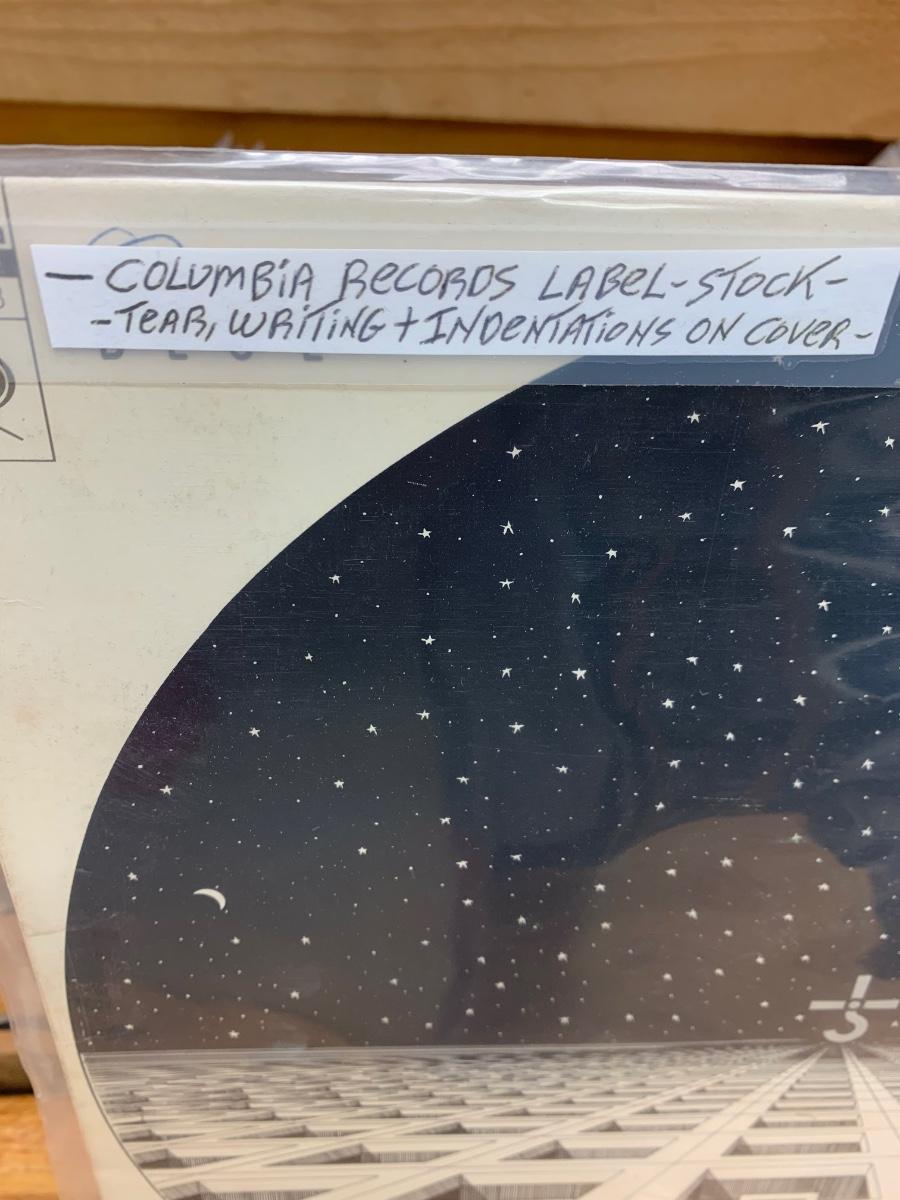 — COLUMBIA RECORDS LABEL-STOCK-
-TEAR, WRITING + INDENTATIONS ON COVER-